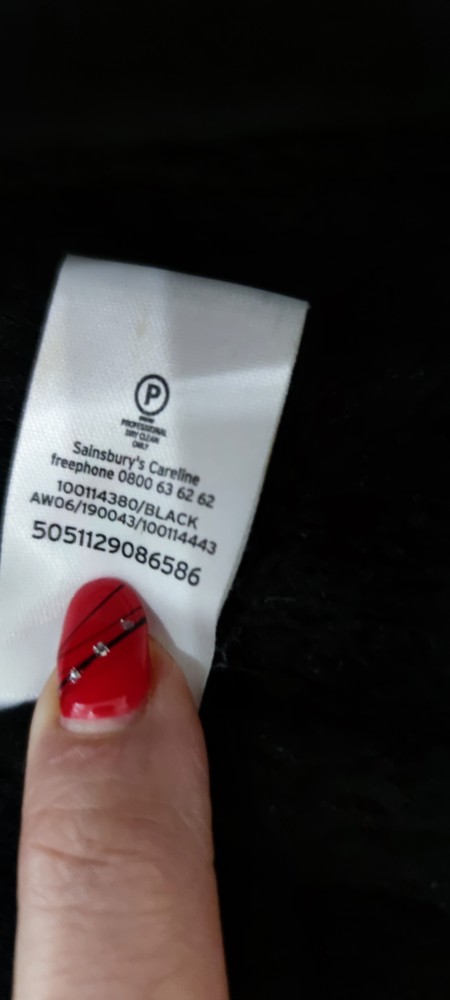 P
PROFESSIONAL
DRY CLEAN
ONLY
Sainsbury's Careline
freephone 0800 63 62 62
100114380/BLACK
AW06/190043/100114443
5051129086586